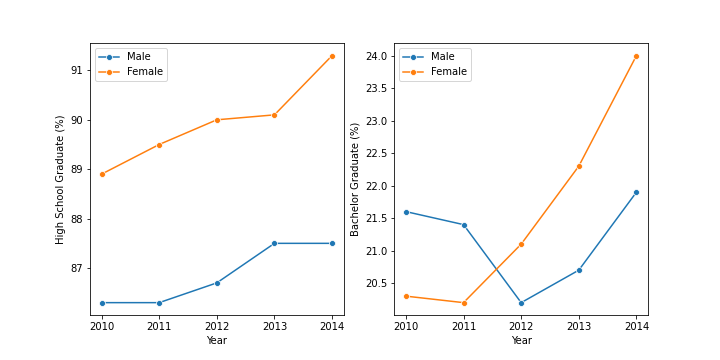 High School Graduate (%)
91
90
89
88
87
Male
Female
2010 2011 2012 2013 2014
Year
Bachelor Graduate (%)
24.0
23.5
23.0
22.5
22.0
21.5
21.0
20.5
Male
Female
2010 2011 2012 2013 2014
Year